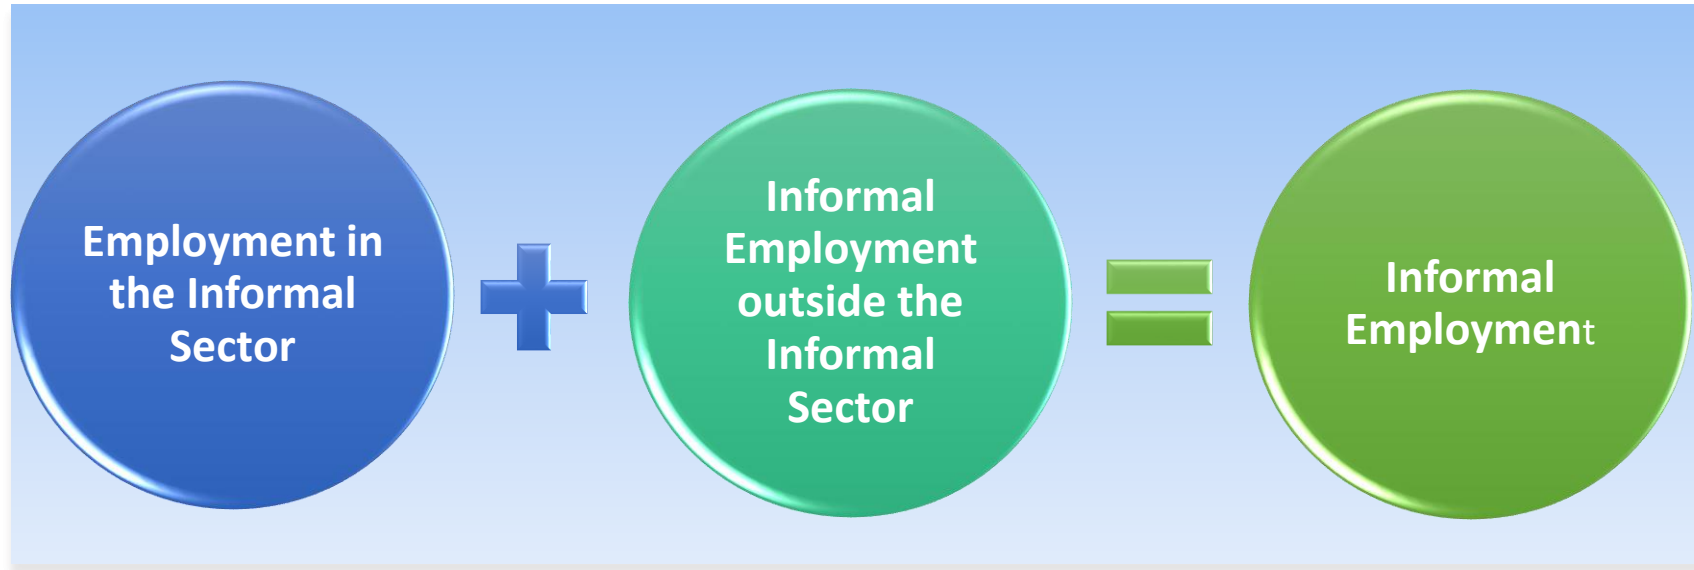 Employment in
the Informal
Sector
Informal
Employment
outside the
Informal
Sector
Informal
Employment